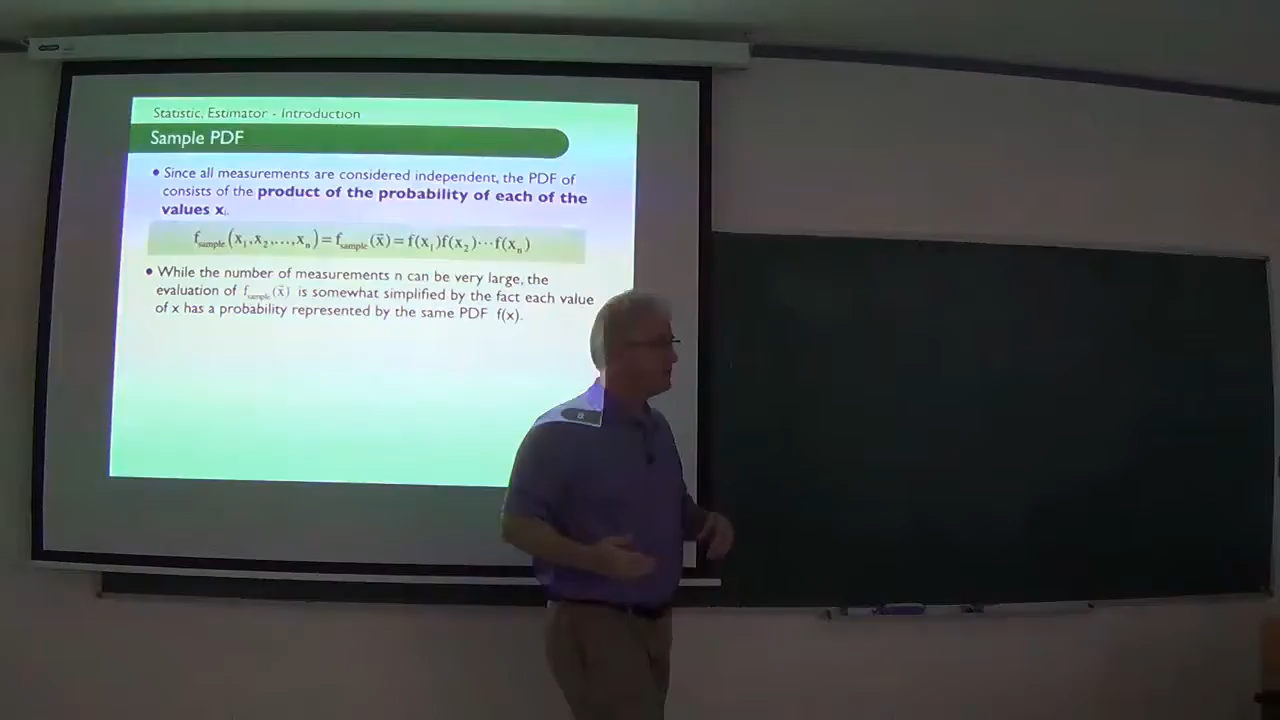 Statistic, Estimator - Introduction
Sample PDF
• Since all measurements are considered independent, the PDF of
consists of the product of the probability of each of the
values xᵢ.
f_sample(x₁,x₂,...,xₙ) = f_sample(x⃗) = f(x₁)f(x₂)⋯f(xₙ)
• While the number of measurements n can be very large, the
evaluation of f_sample(x⃗) is somewhat simplified by the fact each value
of x has a probability represented by the same PDF f(x).